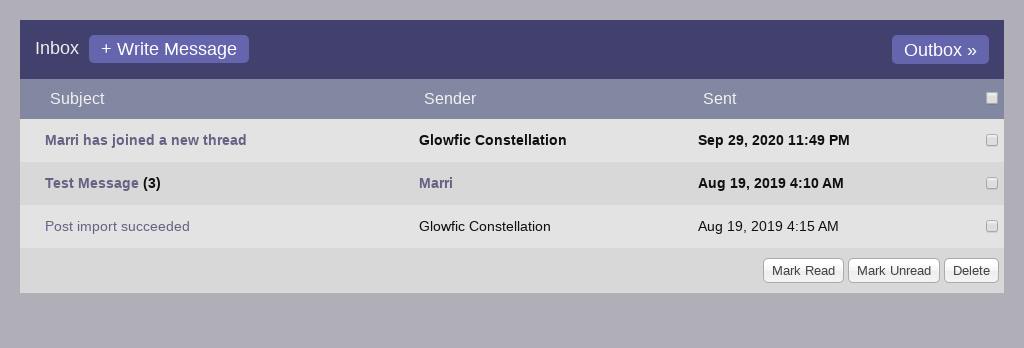 Inbox + Write Message Outbox »
Subject Sender Sent
Marri has joined a new thread Glowfic Constellation Sep 29, 2020 11:49 PM
Test Message (3) Marri Aug 19, 2019 4:10 AM
Post import succeeded Glowfic Constellation Aug 19, 2019 4:15 AM
Mark Read Mark Unread Delete